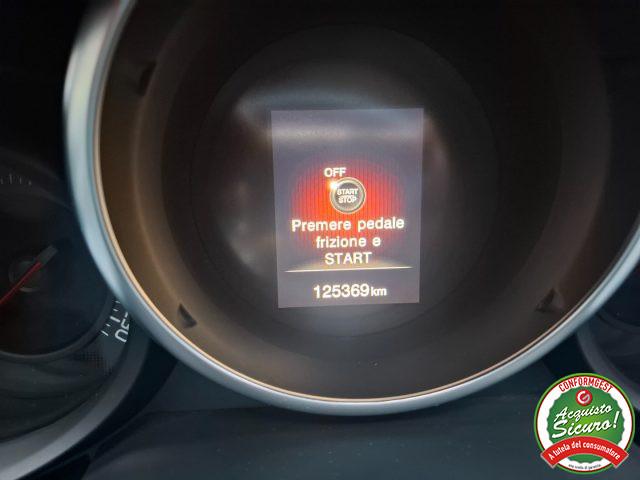 OFF
START
STOP
Premere pedale
frizione e
START
125369 km
CONFORMGEST
Acquisto
Sicuro!
A tutela del consumatore